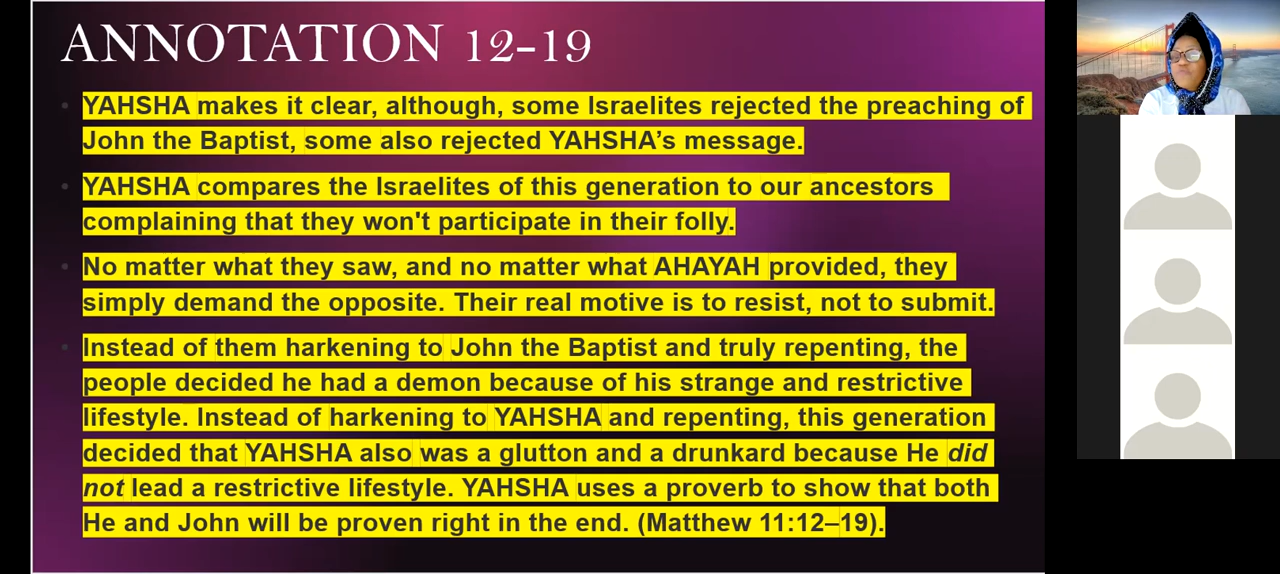 ANNOTATION 12-19
YAHSHA makes it clear, although, some Israelites rejected the preaching of
John the Baptist, some also rejected YAHSHA’s message.
YAHSHA compares the Israelites of this generation to our ancestors
complaining that they won't participate in their folly.
No matter what they saw, and no matter what AHAYAH provided, they
simply demand the opposite. Their real motive is to resist, not to submit.
Instead of them harkening to John the Baptist and truly repenting, the
people decided he had a demon because of his strange and restrictive
lifestyle. Instead of harkening to YAHSHA and repenting, this generation
decided that YAHSHA also was a glutton and a drunkard because He did
not lead a restrictive lifestyle. YAHSHA uses a proverb to show that both
He and John will be proven right in the end. (Matthew 11:12–19).